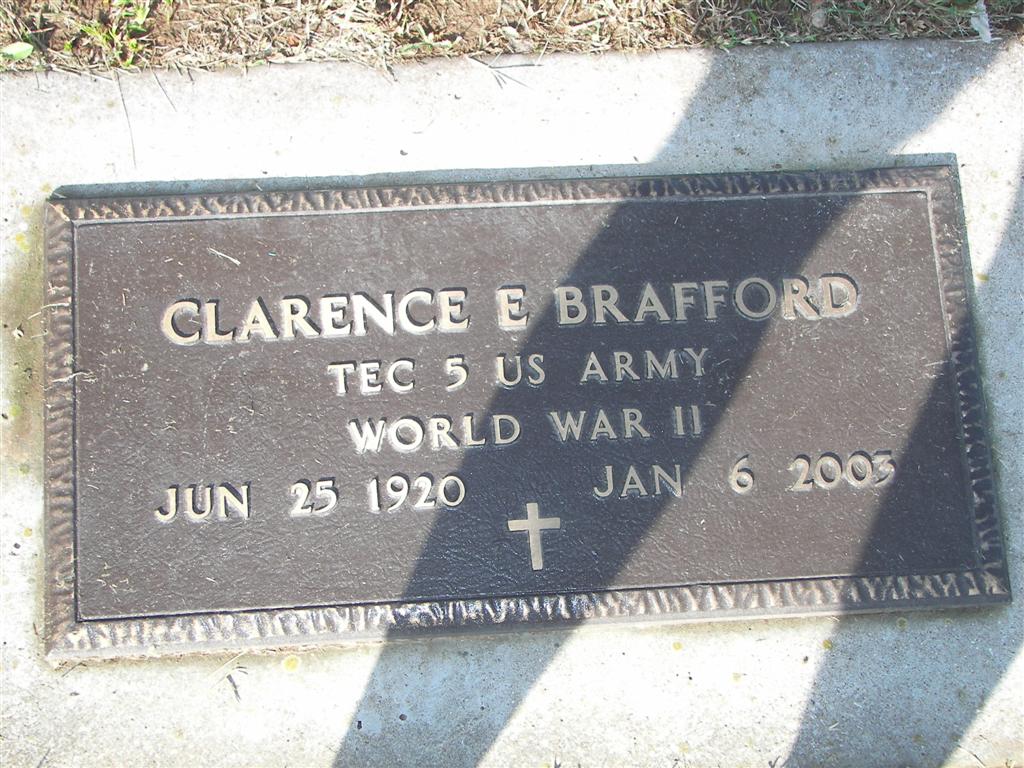 CLARENCE E BRAFFORD
TEC 5 US ARMY
WORLD WAR II
JUN 25 1920 JAN 6 2003